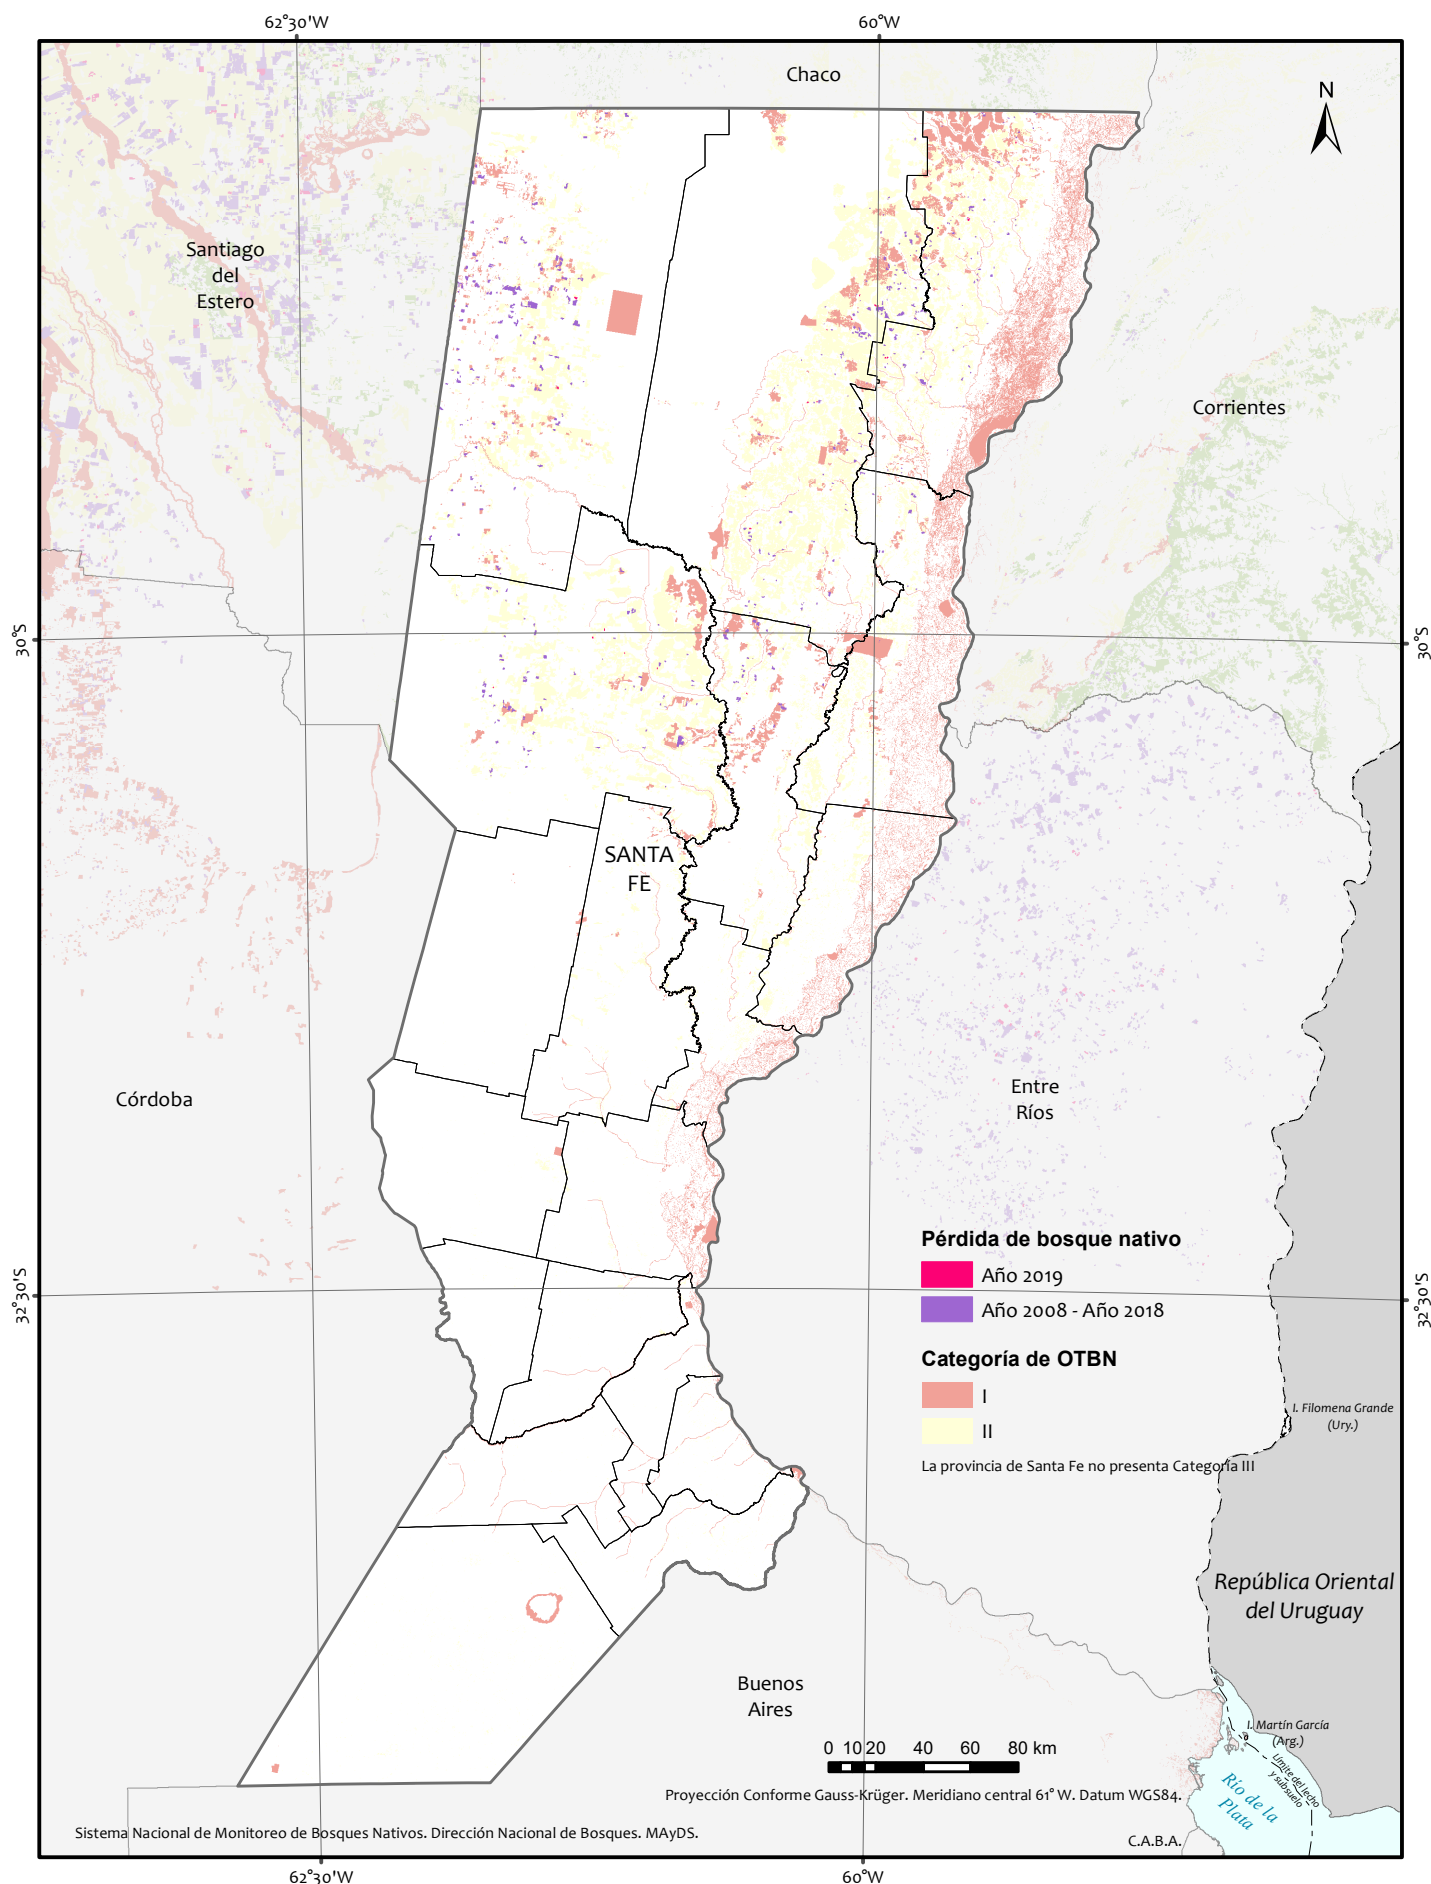 62°30'W
60°W
Chaco
N
Santiago
del
Estero
Corrientes
30°S
30°S
SANTA
FE
Córdoba
Entre
Ríos
Pérdida de bosque nativo
Año 2019
Año 2008 - Año 2018
32°30'S
32°30'S
Categoría de OTBN
I
II
La provincia de Santa Fe no presenta Categoría III
I. Filomena Grande
(Ury.)
República Oriental
del Uruguay
Buenos
Aires
I. Martín García
(Arg.)
Límite del lecho
y subsuelo
Río de la
Plata
0 10 20 40 60 80 km
Proyección Conforme Gauss-Krüger. Meridiano central 61° W. Datum WGS84.
Sistema Nacional de Monitoreo de Bosques Nativos. Dirección Nacional de Bosques. MAyDS.
C.A.B.A.
62°30'W
60°W